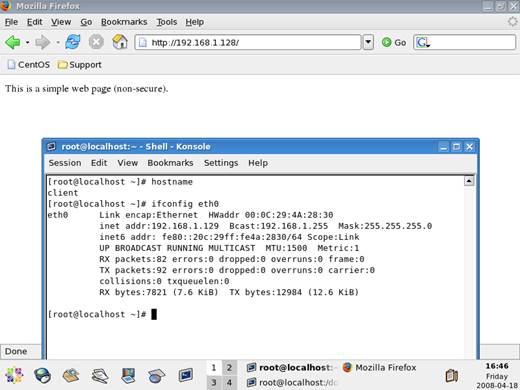 Mozilla Firefox
File Edit View Go Bookmarks Tools Help
http://192.168.1.128/ Go G
CentOS Support
This is a simple web page (non-secure).
root@localhost:~ - Shell - Konsole
Session Edit View Bookmarks Settings Help
[root@localhost ~]# hostname
client
[root@localhost ~]# ifconfig eth0
eth0 Link encap:Ethernet HWaddr 00:0C:29:4A:28:30
inet addr:192.168.1.129 Bcast:192.168.1.255 Mask:255.255.255.0
inet6 addr: fe80::20c:29ff:fe4a:2830/64 Scope:Link
UP BROADCAST RUNNING MULTICAST MTU:1500 Metric:1
RX packets:82 errors:0 dropped:0 overruns:0 frame:0
TX packets:92 errors:0 dropped:0 overruns:0 carrier:0
collisions:0 txqueuelen:0
RX bytes:7821 (7.6 KiB) TX bytes:12984 (12.6 KiB)
[root@localhost ~]#
Done
1 2 root@localhost:~ Mozilla Firefox 16:46
Friday
3 4 root@localhost:/do 2008-04-18